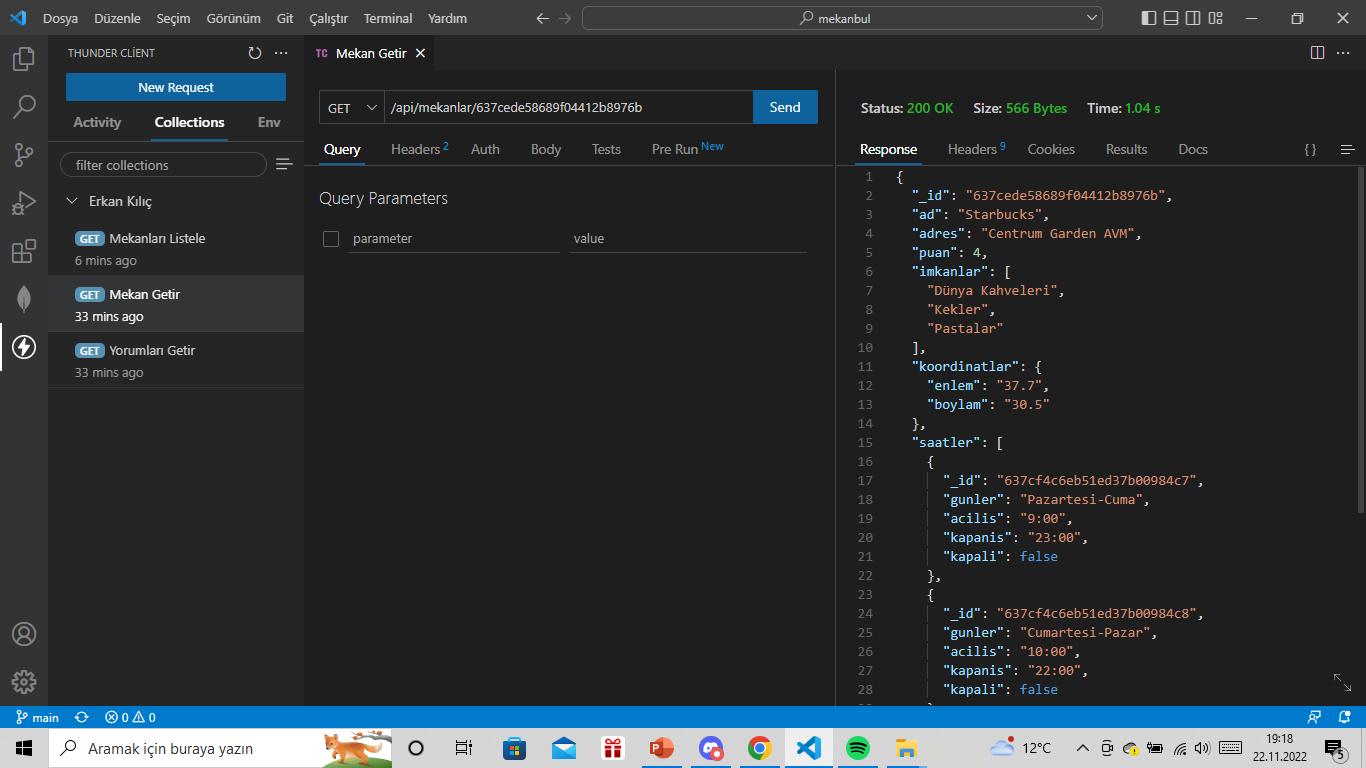 Dosya Düzenle Seçim Görünüm Git Çalıştır Terminal Yardım mekanbul
THUNDER CLİENT
New Request
Activity Collections Env
filter collections
Erkan Kılıç
GET Mekanları Listele
6 mins ago
GET Mekan Getir
33 mins ago
GET Yorumları Getir
33 mins ago
TC Mekan Getir
GET /api/mekanlar/637cede58689f04412b8976b Send
Query Headers 2 Auth Body Tests Pre Run New
Query Parameters
parameter value
Status: 200 OK Size: 566 Bytes Time: 1.04 s
Response Headers 9 Cookies Results Docs { }
1 {
2 "_id": "637cede58689f04412b8976b",
3 "ad": "Starbucks",
4 "adres": "Centrum Garden AVM",
5 "puan": 4,
6 "imkanlar": [
7 "Dünya Kahveleri",
8 "Kekler",
9 "Pastalar"
10 ],
11 "koordinatlar": {
12 "enlem": "37.7",
13 "boylam": "30.5"
14 },
15 "saatler": [
16 {
17 "_id": "637cf4c6eb51ed37b00984c7",
18 "gunler": "Pazartesi-Cuma",
19 "acilis": "9:00",
20 "kapanis": "23:00",
21 "kapali": false
22 },
23 {
24 "_id": "637cf4c6eb51ed37b00984c8",
25 "gunler": "Cumartesi-Pazar",
26 "acilis": "10:00",
27 "kapanis": "22:00",
28 "kapali": false
main 0 0
Aramak için buraya yazın 12°C 19:18
22.11.2022 5